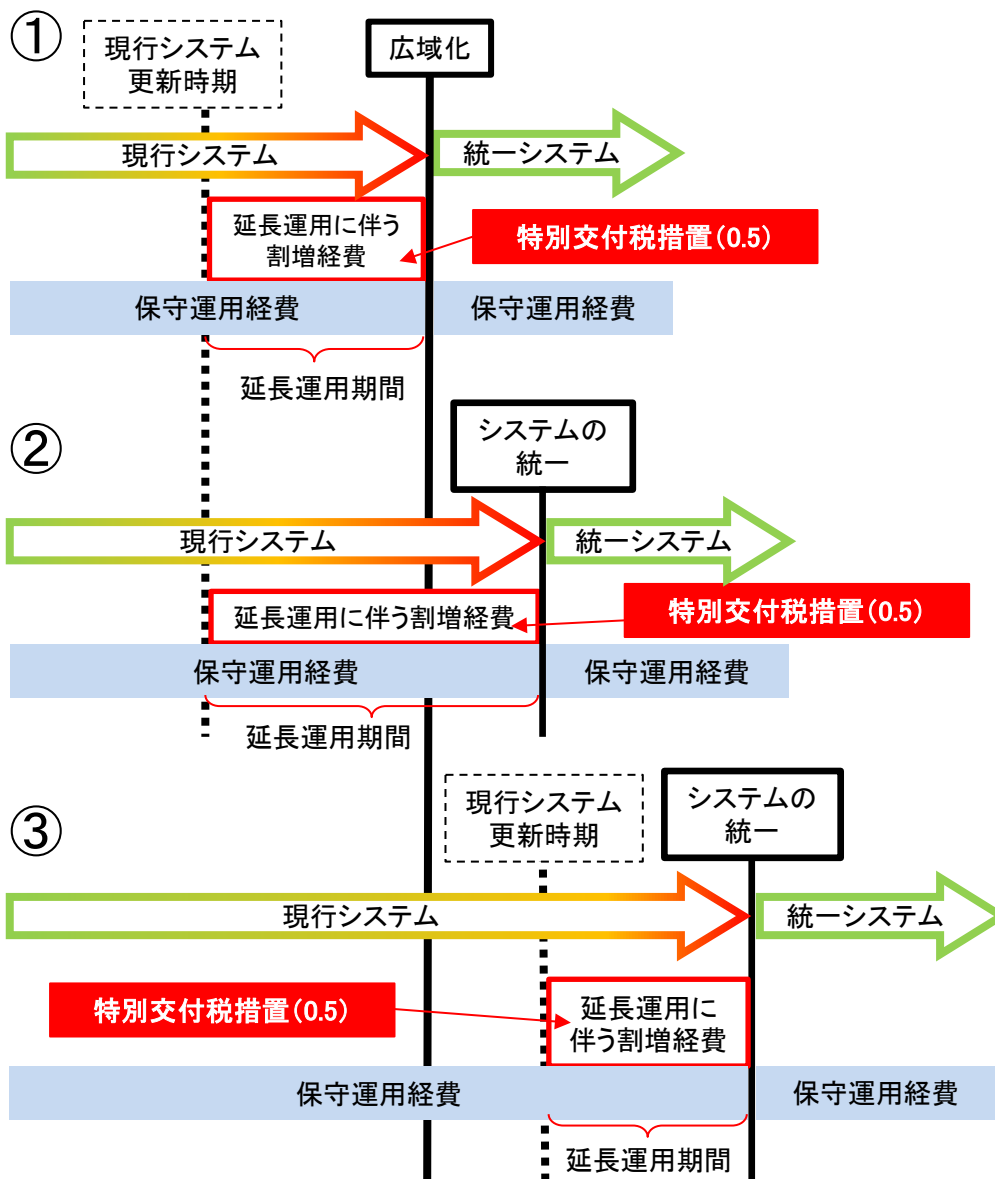 ①
現行システム
更新時期
広域化
現行システム
統一システム
延長運用に伴う
割増経費
特別交付税措置(0.5)
保守運用経費
保守運用経費
延長運用期間
②
システムの
統一
現行システム
統一システム
延長運用に伴う割増経費
特別交付税措置(0.5)
保守運用経費
保守運用経費
延長運用期間
③
現行システム
更新時期
システムの
統一
現行システム
統一システム
特別交付税措置(0.5)
延長運用に
伴う割増経費
保守運用経費
保守運用経費
延長運用期間